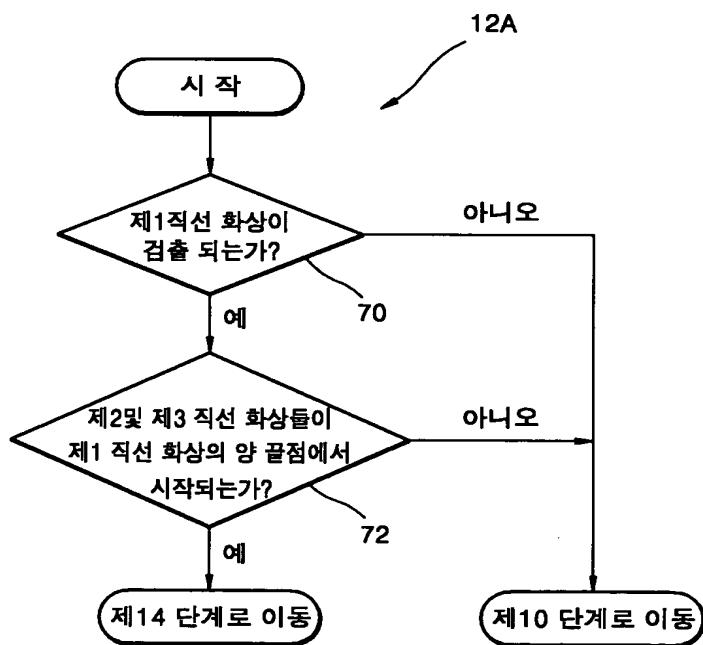 12A
시 작
제1직선 화상이
검출 되는가?
아니오
70
예
제2및 제3 직선 화상들이
제1 직선 화상의 양 끝점에서
시작되는가?
아니오
72
예
제14 단계로 이동
제10 단계로 이동